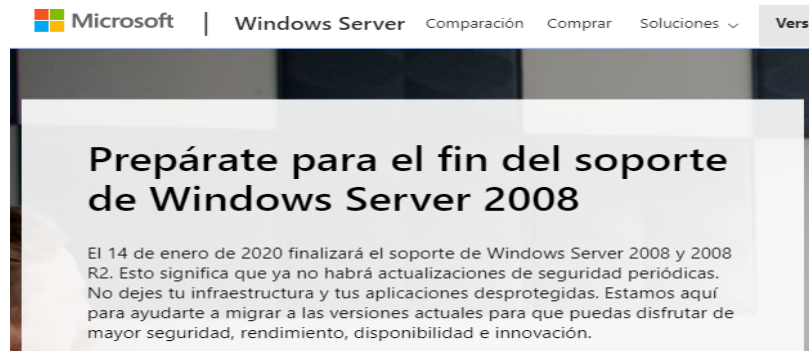 Microsoft | Windows Server Comparación Comprar Soluciones
Prepárate para el fin del soporte
de Windows Server 2008
El 14 de enero de 2020 finalizará el soporte de Windows Server 2008 y 2008
R2. Esto significa que ya no habrá actualizaciones de seguridad periódicas.
No dejes tu infraestructura y tus aplicaciones desprotegidas. Estamos aquí
para ayudarte a migrar a las versiones actuales para que puedas disfrutar de
mayor seguridad, rendimiento, disponibilidad e innovación.